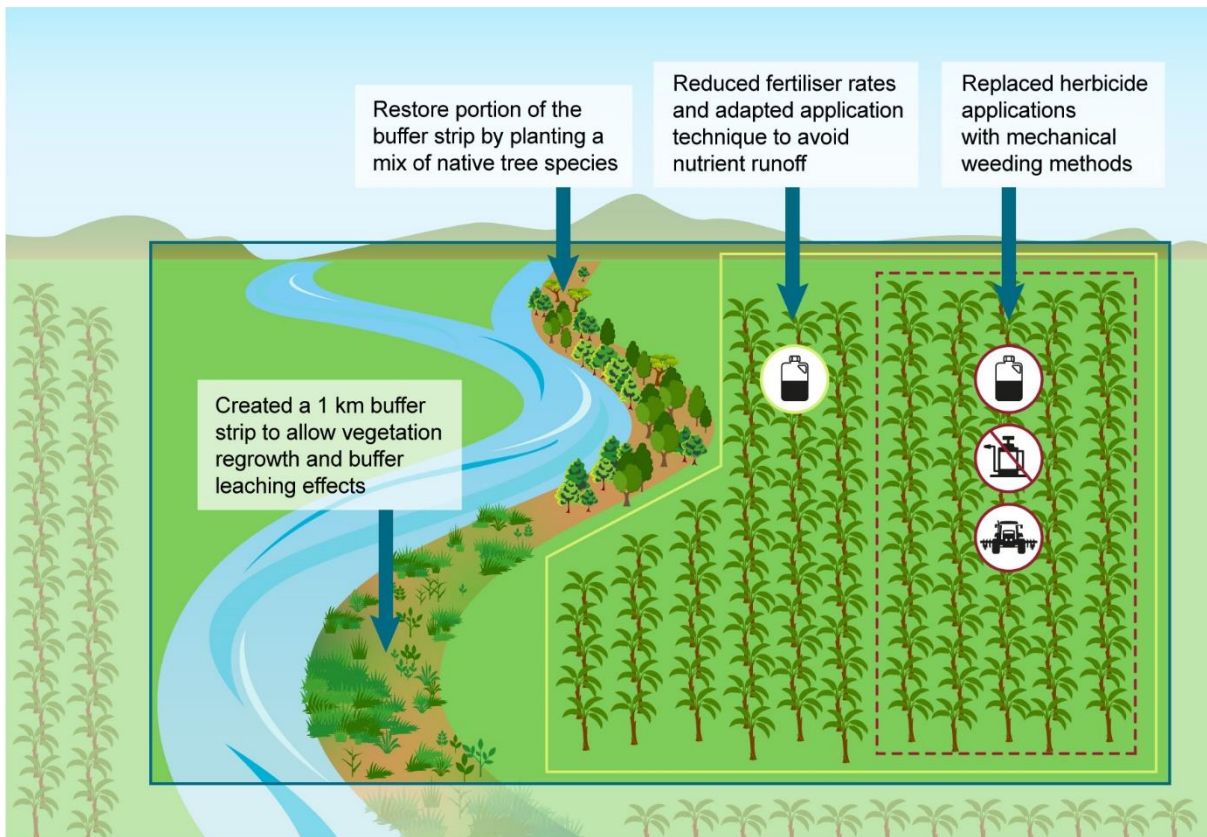 Restore portion of the
buffer strip by planting a
mix of native tree species
Reduced fertiliser rates
and adapted application
technique to avoid
nutrient runoff
Replaced herbicide
applications
with mechanical
weeding methods
Created a 1 km buffer
strip to allow vegetation
regrowth and buffer
leaching effects